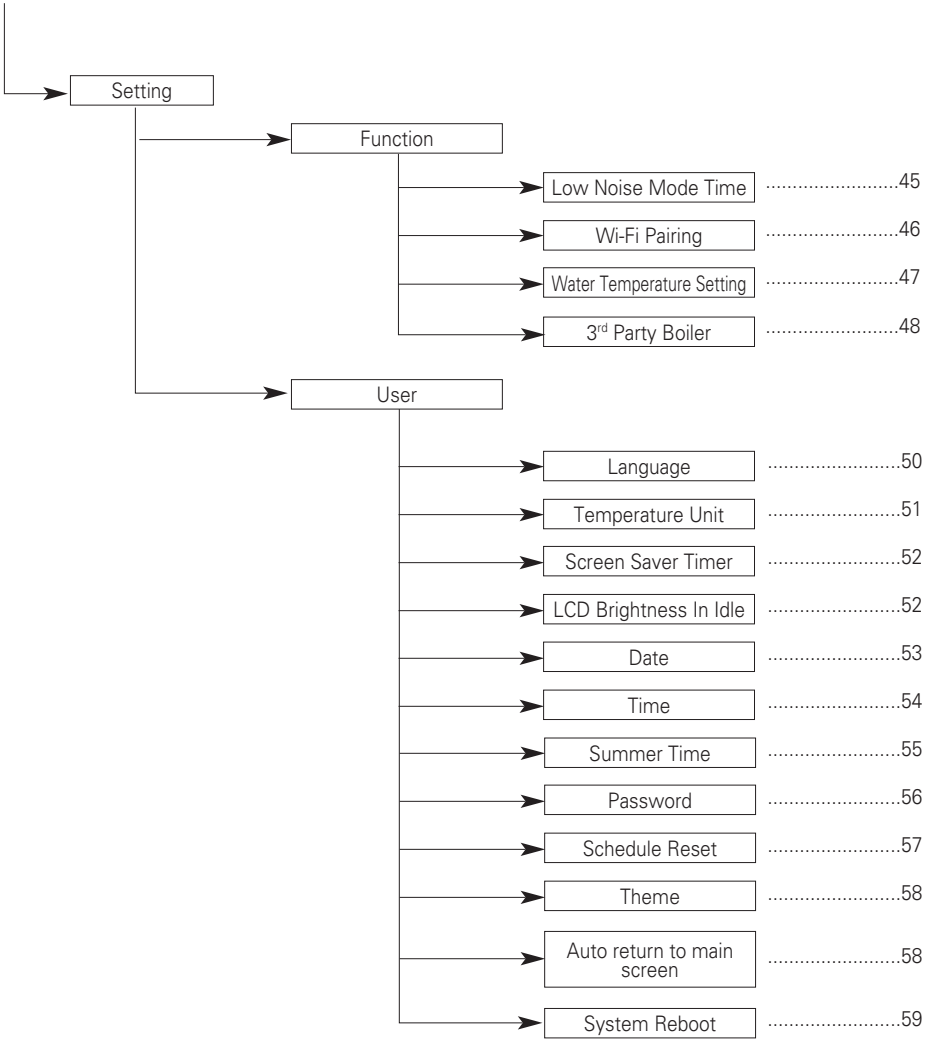 Setting
Function
Low Noise Mode Time ..........................45
Wi-Fi Pairing ..........................46
Water Temperature Setting ..........................47
3rd Party Boiler ..........................48
User
Language ..........................50
Temperature Unit ..........................51
Screen Saver Timer ..........................52
LCD Brightness In Idle ..........................52
Date ..........................53
Time ..........................54
Summer Time ..........................55
Password ..........................56
Schedule Reset ..........................57
Theme ..........................58
Auto return to main
screen ..........................58
System Reboot ..........................59